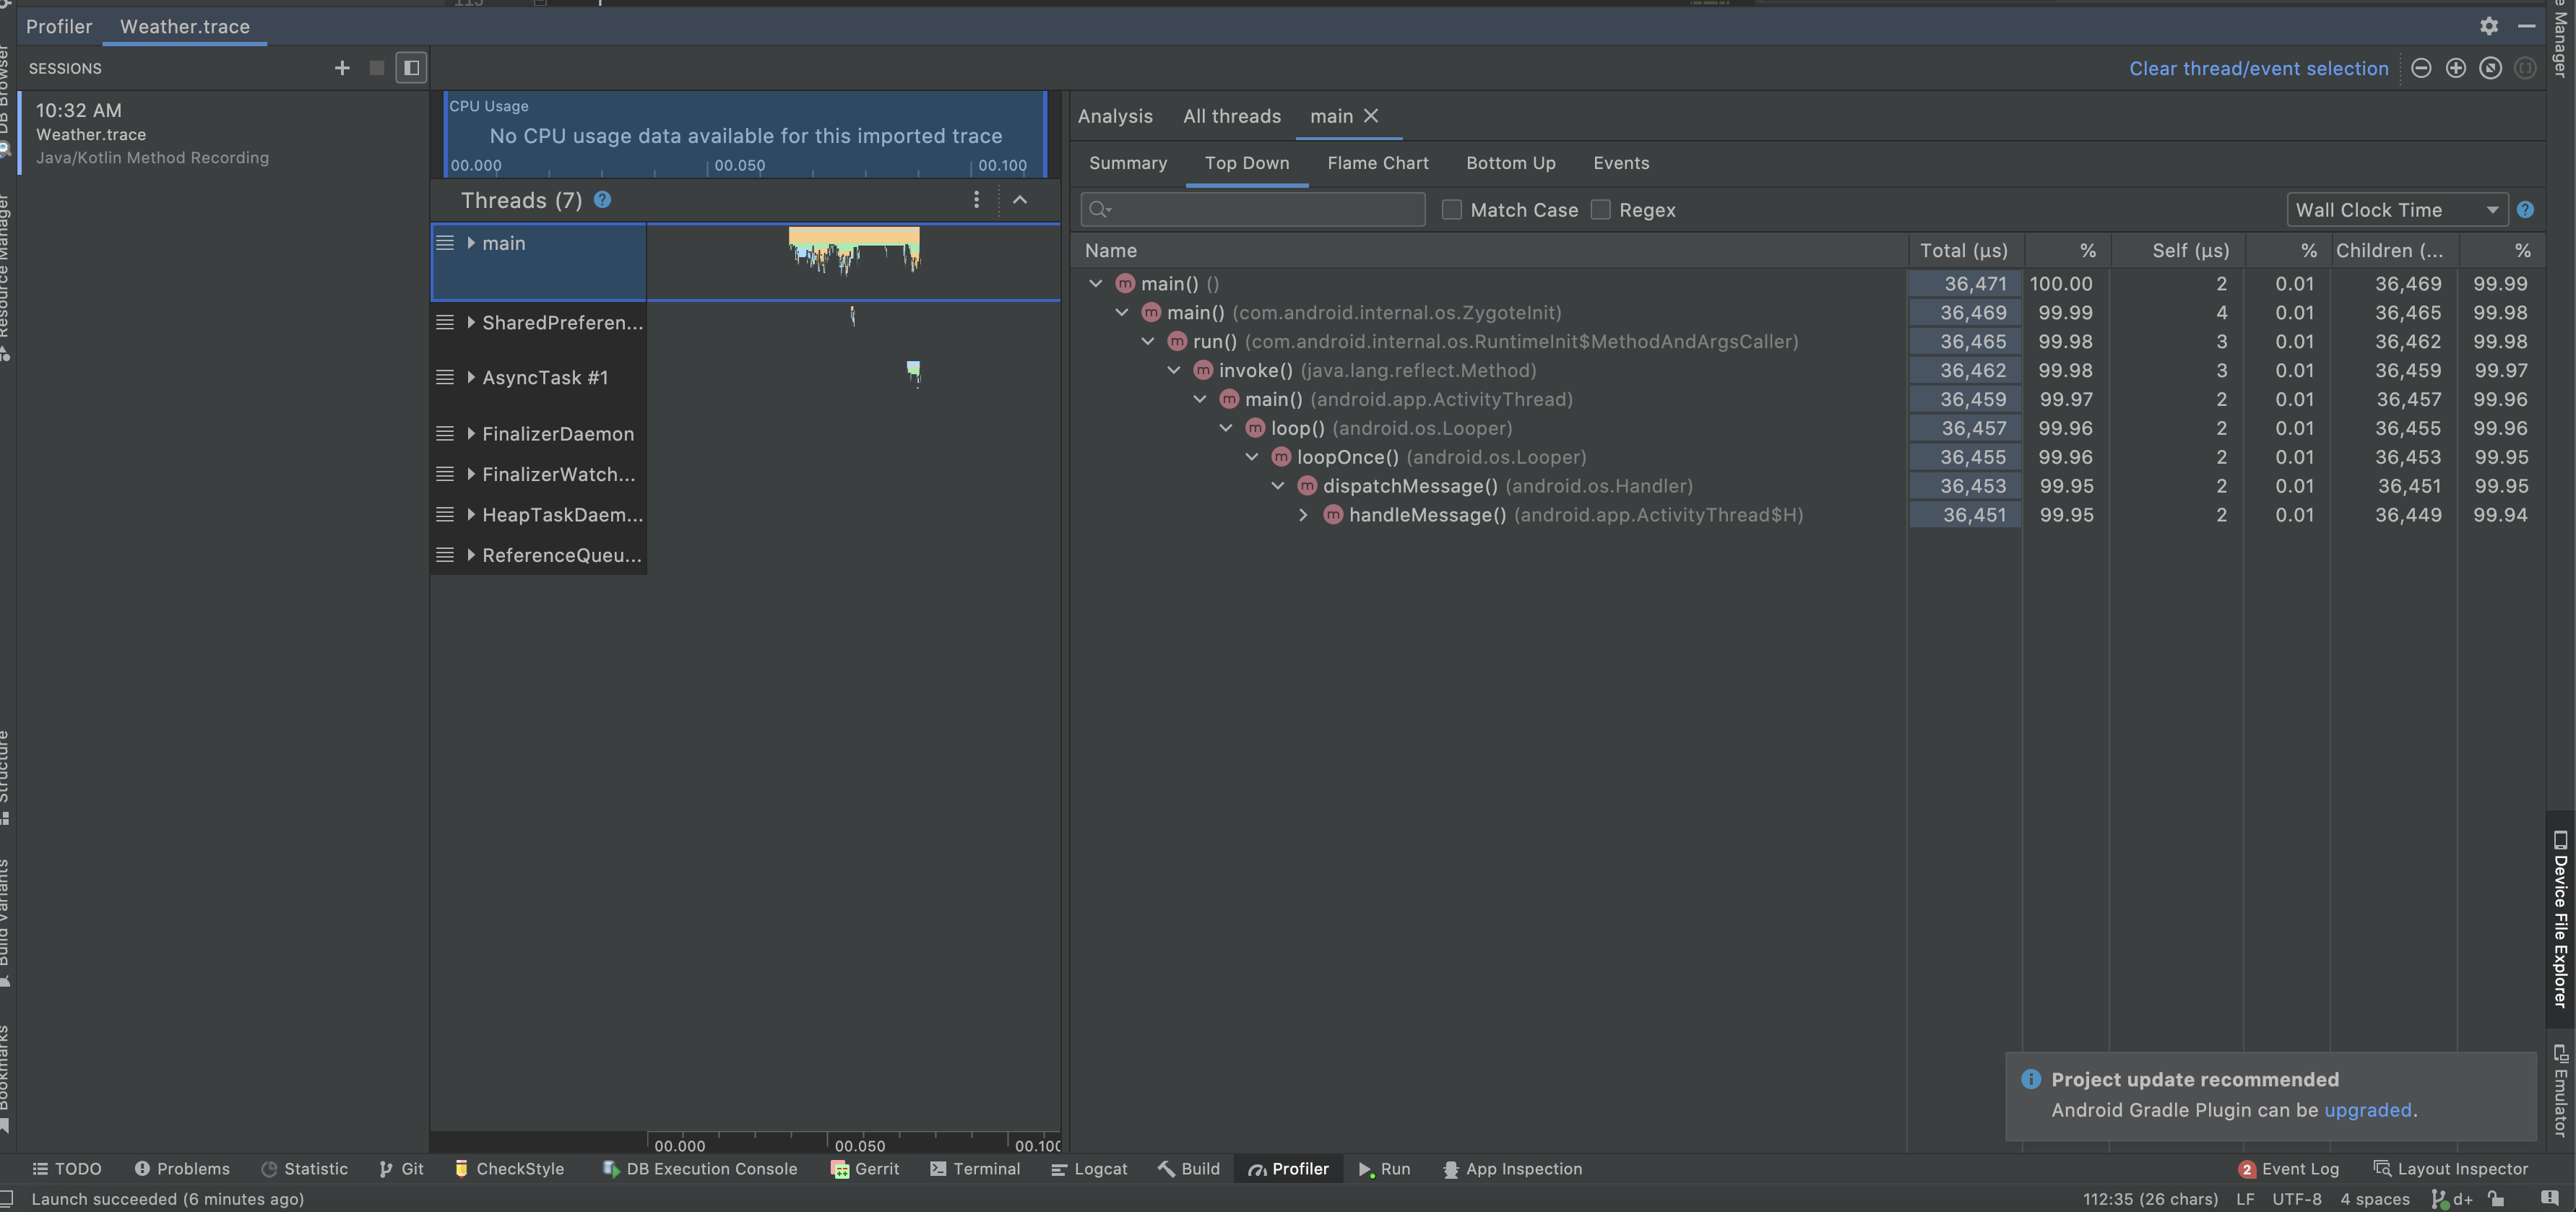 Profiler Weather.trace
SESSIONS
Clear thread/event selection
10:32 AM
Weather.trace
Java/Kotlin Method Recording
CPU Usage
No CPU usage data available for this imported trace
00.000 00.050 00.100
Threads (7)
main
SharedPreferen...
AsyncTask #1
FinalizerDaemon
FinalizerWatch...
HeapTaskDaem...
ReferenceQueu...
00.000 00.050 00.100
Analysis All threads main
Summary Top Down Flame Chart Bottom Up Events
Match Case Regex Wall Clock Time
Name Total (μs) % Self (μs) % Children (... %
main() () 36,471 100.00 2 0.01 36,469 99.99
main() (com.android.internal.os.ZygoteInit) 36,469 99.99 4 0.01 36,465 99.98
run() (com.android.internal.os.RuntimeInit$MethodAndArgsCaller) 36,465 99.98 3 0.01 36,462 99.98
invoke() (java.lang.reflect.Method) 36,462 99.98 3 0.01 36,459 99.97
main() (android.app.ActivityThread) 36,459 99.97 2 0.01 36,457 99.96
loop() (android.os.Looper) 36,457 99.96 2 0.01 36,455 99.96
loopOnce() (android.os.Looper) 36,455 99.96 2 0.01 36,453 99.95
dispatchMessage() (android.os.Handler) 36,453 99.95 2 0.01 36,451 99.95
handleMessage() (android.app.ActivityThread$H) 36,451 99.95 2 0.01 36,449 99.94
Project update recommended
Android Gradle Plugin can be upgraded.
DB Browser
Resource Manager
Structure
Build Variants
Bookmarks
e Manager
Device File Explorer
Emulator
TODO Problems Statistic Git CheckStyle DB Execution Console Gerrit Terminal Logcat Build Profiler Run App Inspection 2 Event Log Layout Inspector
Launch succeeded (6 minutes ago) 112:35 (26 chars) LF UTF-8 4 spaces d+